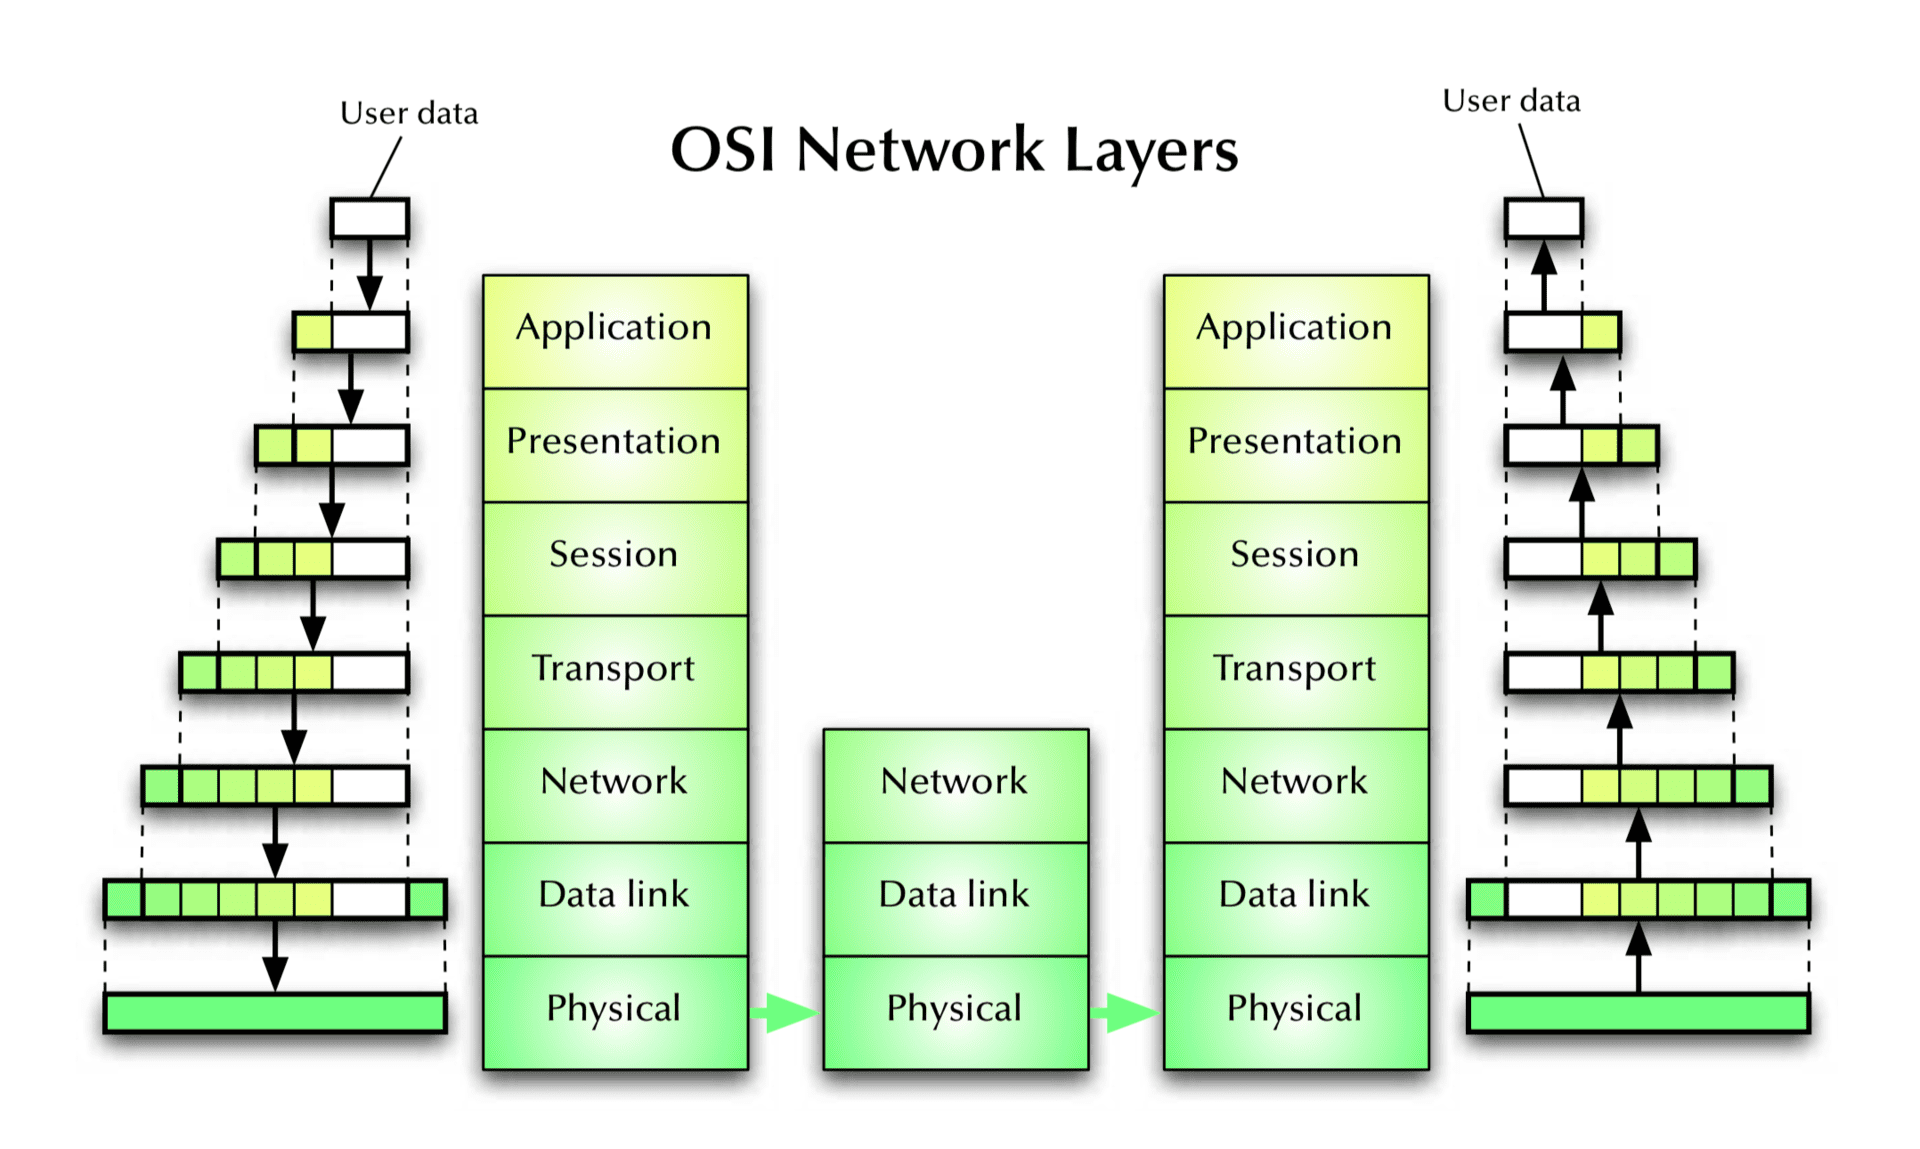 User data
User data
OSI Network Layers
Application
Presentation
Session
Transport
Network
Data link
Physical
Network
Data link
Physical
Application
Presentation
Session
Transport
Network
Data link
Physical